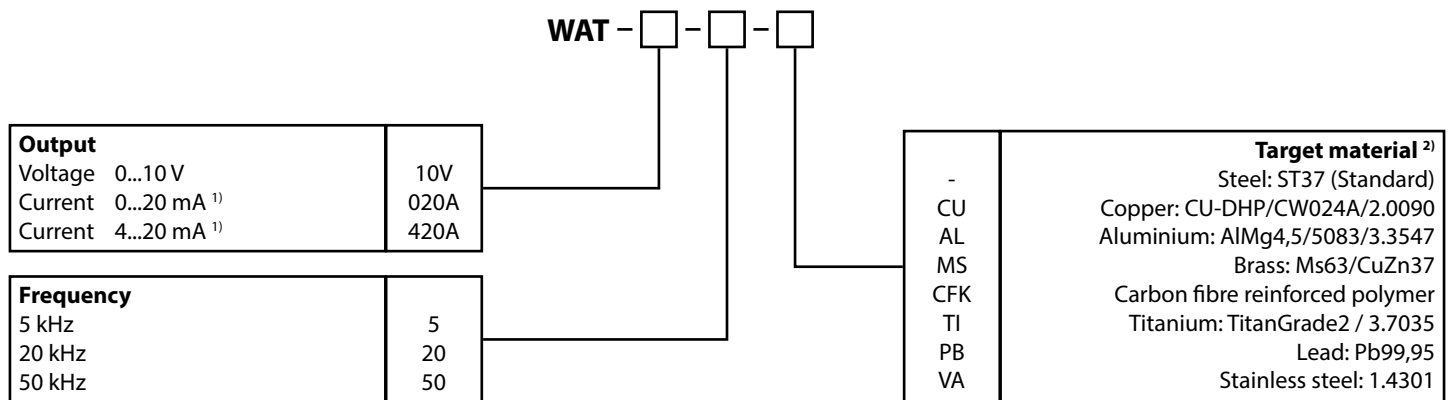 WAT – □ – □ – □
Output
Voltage 0...10 V 10V
Current 0...20 mA 1) 020A
Current 4...20 mA 1) 420A
Frequency
5 kHz 5
20 kHz 20
50 kHz 50
Target material 2)
- Steel: ST37 (Standard)
CU Copper: CU-DHP/CW024A/2.0090
AL Aluminium: AlMg4,5/5083/3.3547
MS Brass: Ms63/CuZn37
CFK Carbon fibre reinforced polymer
TI Titanium: TitanGrade2 / 3.7035
PB Lead: Pb99,95
VA Stainless steel: 1.4301